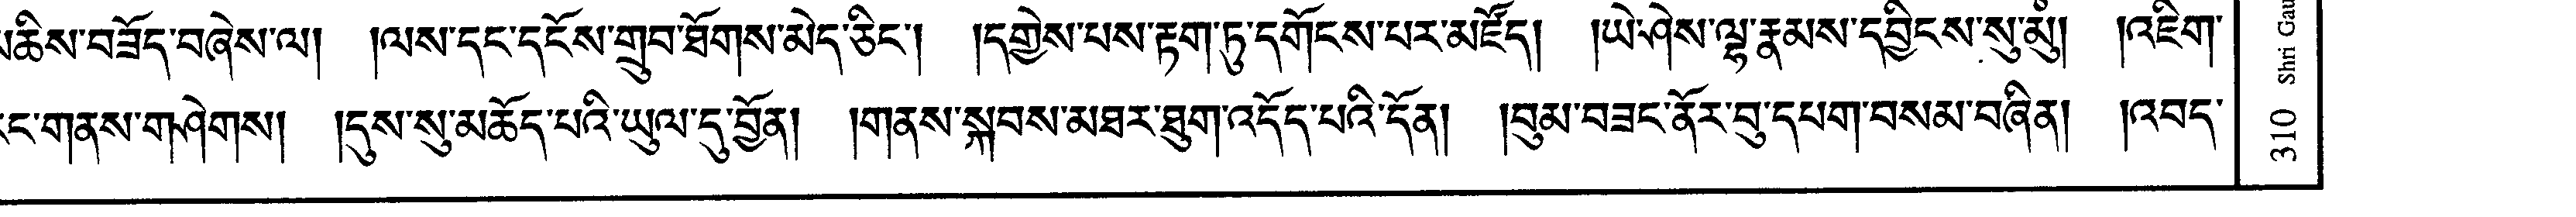 ཆིས་བཟོད་བཞེས་ལ། །ལས་དང་དངོས་གྲུབ་ཐོགས་མེད་ཅིང་། །དགྱེས་པས་རྟག་ཏུ་དགོངས་པར་མཛོད། །ཡེ་ཤེས་ལྷ་རྣམས་དབྱིངས་སུ་མུཾ། །འཇིག་
ང་གནས་གཤེགས། །དུས་སུ་མཆོད་པའི་ཡུལ་དུ་བྱོན། །གནས་སྐབས་མཐར་ཐུག་འདོད་པའི་དོན། །བུམ་བཟང་ནོར་བུ་དཔག་བསམ་བཞིན། །འབད་
310 Shri Gau